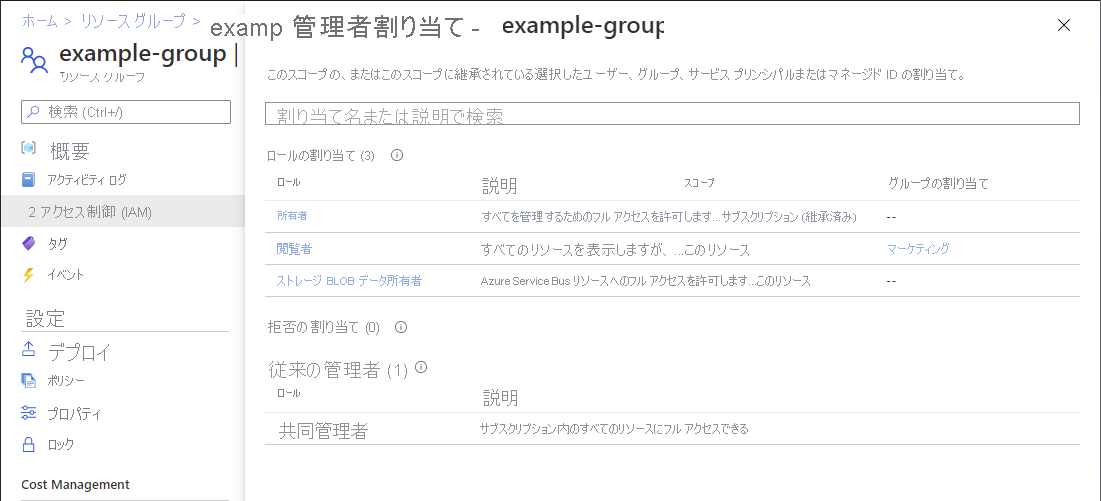 ホーム > リソース グループ >
examp 管理者割り当て - example-group
example-group |
リソース グループ
検索 (Ctrl+/)
概要
アクティビティ ログ
2 アクセス制御 (IAM)
タグ
イベント
設定
デプロイ
ポリシー
プロパティ
ロック
Cost Management
このスコープの、またはこのスコープに継承されている選択したユーザー、グループ、サービス プリンシパルまたはマネージド ID の割り当て。
割り当て名または説明で検索
ロールの割り当て (3)
ロール 説明 スコープ グループの割り当て
所有者 すべてを管理するためのフル アクセスを許可します...サブスクリプション (継承済み) --
閲覧者 すべてのリソースを表示しますが、...このリソース マーケティング
ストレージ BLOB データ所有者 Azure Service Bus リソースへのフル アクセスを許可します...このリソース --
拒否の割り当て (0)
従来の管理者 (1)
ロール 説明
共同管理者 サブスクリプション内のすべてのリソースにフル アクセスできる